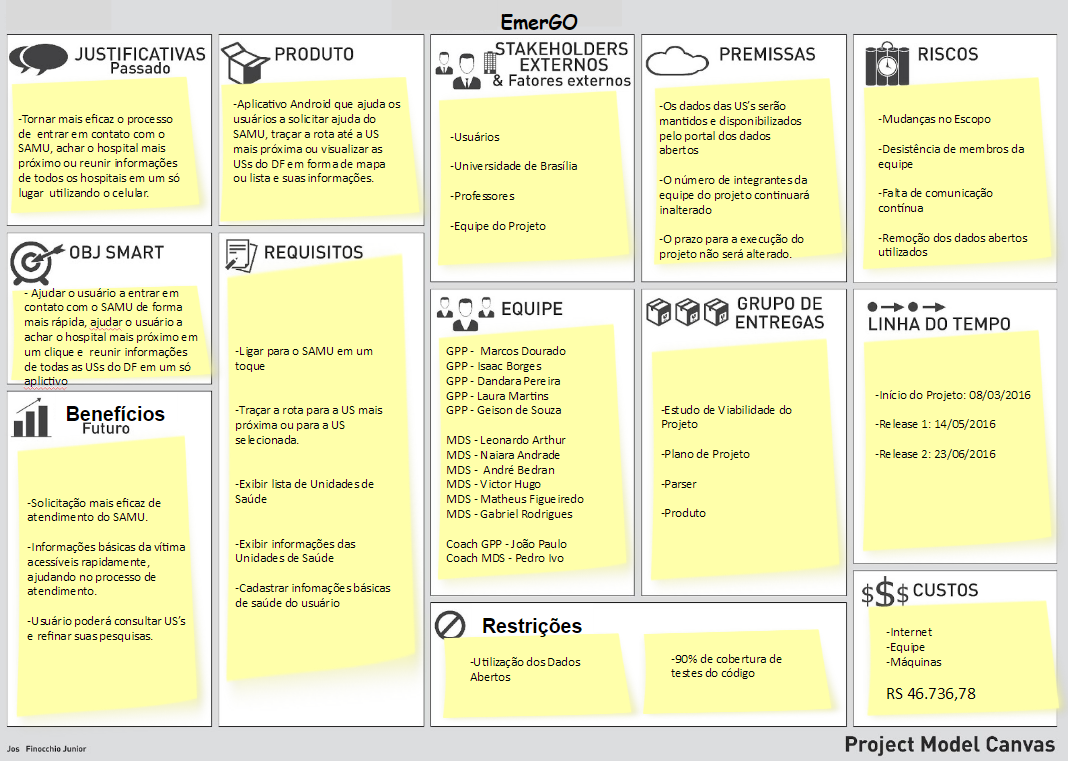 EmerGO
JUSTIFICATIVAS
Passado
-Tornar mais eficaz o processo
de entrar em contato com o
SAMU, achar o hospital mais
próximo ou reunir informações
de todos os hospitais em um só
lugar utilizando o celular.
PRODUTO
-Aplicativo Android que ajuda os
usuários a solicitar ajuda do
SAMU, traçar a rota até a US
mais próxima ou visualizar as
USs do DF em forma de mapa
ou lista e suas informações.
STAKEHOLDERS
EXTERNOS
& Fatores externos
-Usuários
-Universidade de Brasília
-Professores
-Equipe do Projeto
PREMISSAS
-Os dados das US's serão
mantidos e disponibilizados
pelo portal dos dados
abertos
-O número de integrantes da
equipe do projeto continuará
inalterado
-O prazo para a execução do
projeto não será alterado.
RISCOS
-Mudanças no Escopo
-Desistência de membros da
equipe
-Falta de comunicação
contínua
-Remoção dos dados abertos
utilizados
OBJ SMART
- Ajudar o usuário a entrar em
contato com o SAMU de forma
mais rápida, ajudar o usuário a
achar o hospital mais próximo em
um clique e reunir informações
de todas as USs do DF em um só
aplictivo
REQUISITOS
-Ligar para o SAMU em um
toque
-Traçar a rota para a US mais
próxima ou para a US
selecionada.
-Exibir lista de Unidades de
Saúde
-Exibir informações das
Unidades de Saúde
-Cadastrar infomações básicas
de saúde do usuário
EQUIPE
GPP - Marcos Dourado
GPP - Isaac Borges
GPP - Dandara Pereira
GPP - Laura Martins
GPP - Geison de Souza
MDS - Leonardo Arthur
MDS - Naiara Andrade
MDS - André Bedran
MDS - Victor Hugo
MDS - Matheus Figueiredo
MDS - Gabriel Rodrigues
Coach GPP - João Paulo
Coach MDS - Pedro Ivo
GRUPO DE
ENTREGAS
-Estudo de Viabilidade do
Projeto
-Plano de Projeto
-Parser
-Produto
LINHA DO TEMPO
-Início do Projeto: 08/03/2016
-Release 1: 14/05/2016
-Release 2: 23/06/2016
Benefícios
Futuro
-Solicitação mais eficaz de
atendimento do SAMU.
-Informações básicas da vítima
acessíveis rapidamente,
ajudando no processo de
atendimento.
-Usuário poderá consultar US's
e refinar suas pesquisas.
Restrições
-Utilização dos Dados
Abertos
-90% de cobertura de
testes do código
$$$ CUSTOS
-Internet
-Equipe
-Máquinas
RS 46.736,78
Jos Finocchio Junior
Project Model Canvas